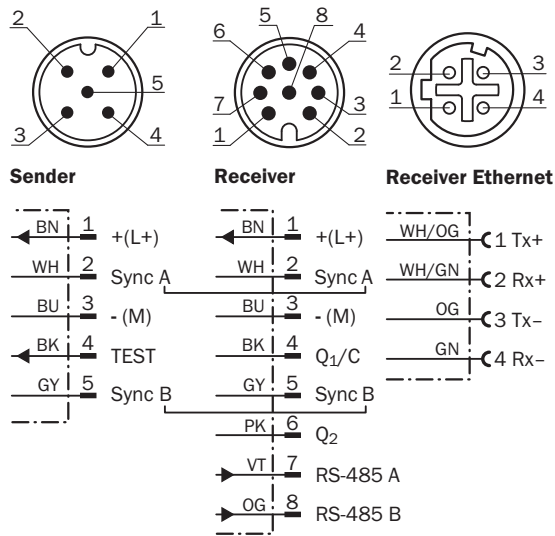 2 1 5 3 4
5 8 6 4 7 3 1 2
2 3 1 4
Sender
BN 1 +(L+)
WH 2 Sync A
BU 3 - (M)
BK 4 TEST
GY 5 Sync B
Receiver
BN 1 +(L+)
WH 2 Sync A
BU 3 - (M)
BK 4 Q1/C
GY 5 Sync B
PK 6 Q2
VT 7 RS-485 A
OG 8 RS-485 B
Receiver Ethernet
WH/OG 1 Tx+
WH/GN 2 Rx+
OG 3 Tx–
GN 4 Rx–